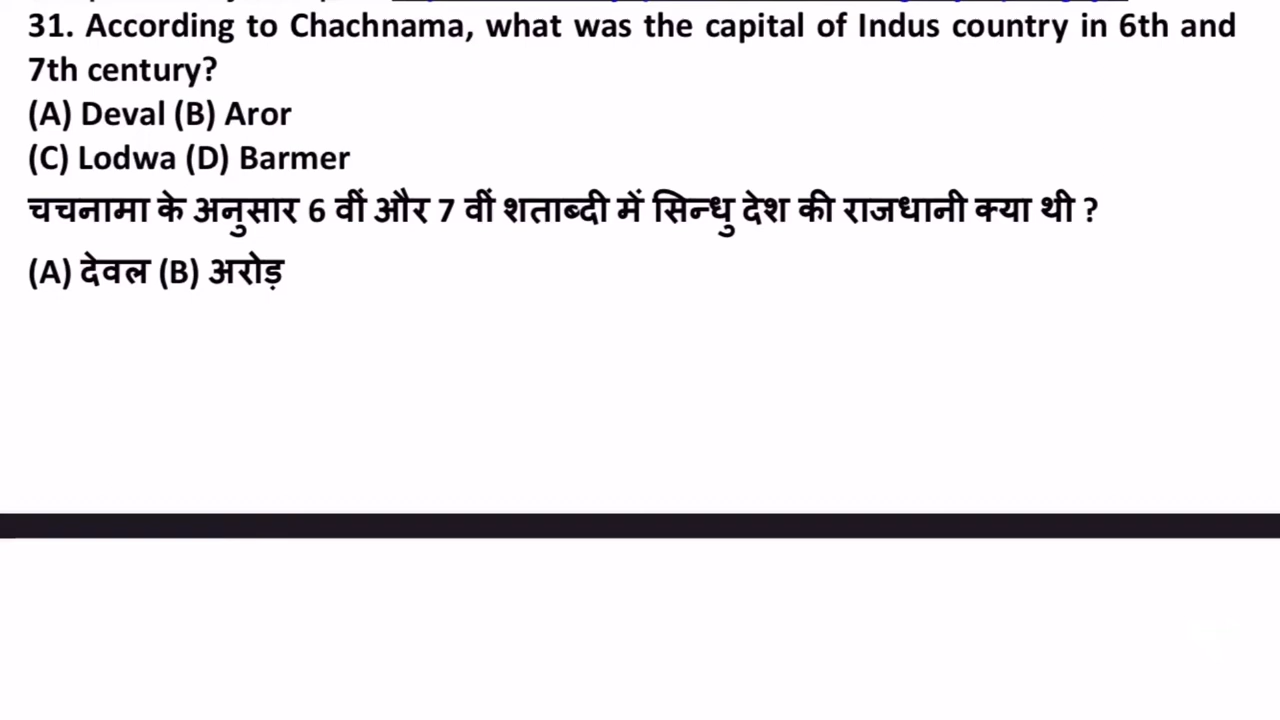 31. According to Chachnama, what was the capital of Indus country in 6th and
7th century?
(A) Deval (B) Aror
(C) Lodwa (D) Barmer
चचनामा के अनुसार 6 वीं और 7 वीं शताब्दी में सिन्धु देश की राजधानी क्या थी ?
(A) देवल (B) अरोड़